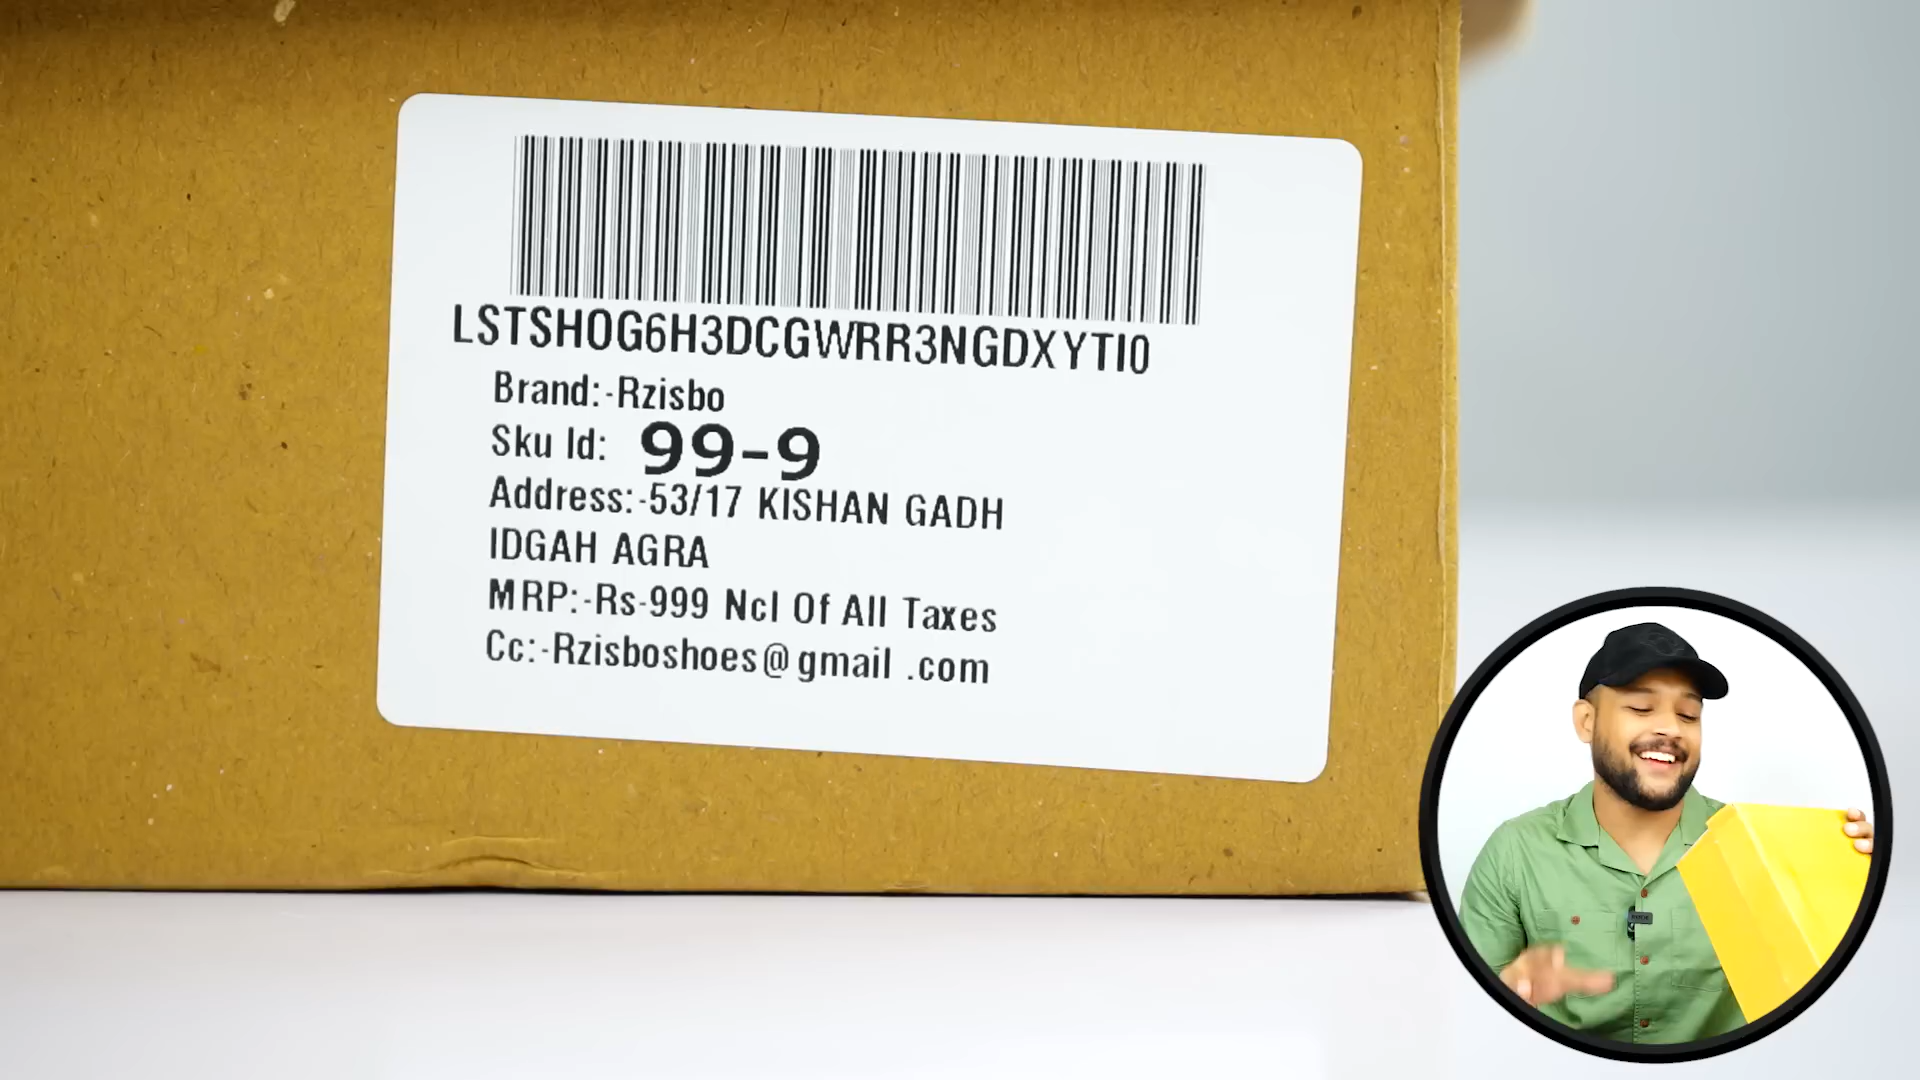 LSTSHOG6H3DCGWRR3NGDXYTI0
Brand:-Rzisbo
Sku Id: 99-9
Address:-53/17 KISHAN GADH
IDGAH AGRA
MRP:-Rs-999 Ncl Of All Taxes
Cc:-Rzisboshoes@gmail .com